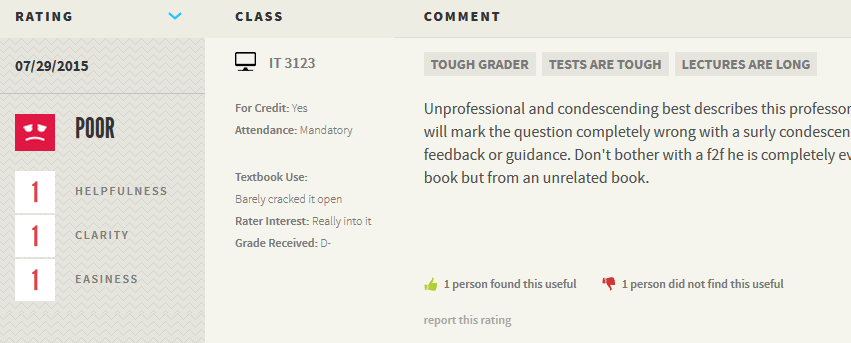 RATING
CLASS
COMMENT
07/29/2015
POOR
1 HELPFULNESS
1 CLARITY
1 EASINESS
IT 3123
For Credit: Yes
Attendance: Mandatory
Textbook Use:
Barely cracked it open
Rater Interest: Really into it
Grade Received: D-
TOUGH GRADER TESTS ARE TOUGH LECTURES ARE LONG
Unprofessional and condescending best describes this professor
will mark the question completely wrong with a surly condescen
feedback or guidance. Don't bother with a f2f he is completely ev
book but from an unrelated book.
1 person found this useful 1 person did not find this useful
report this rating